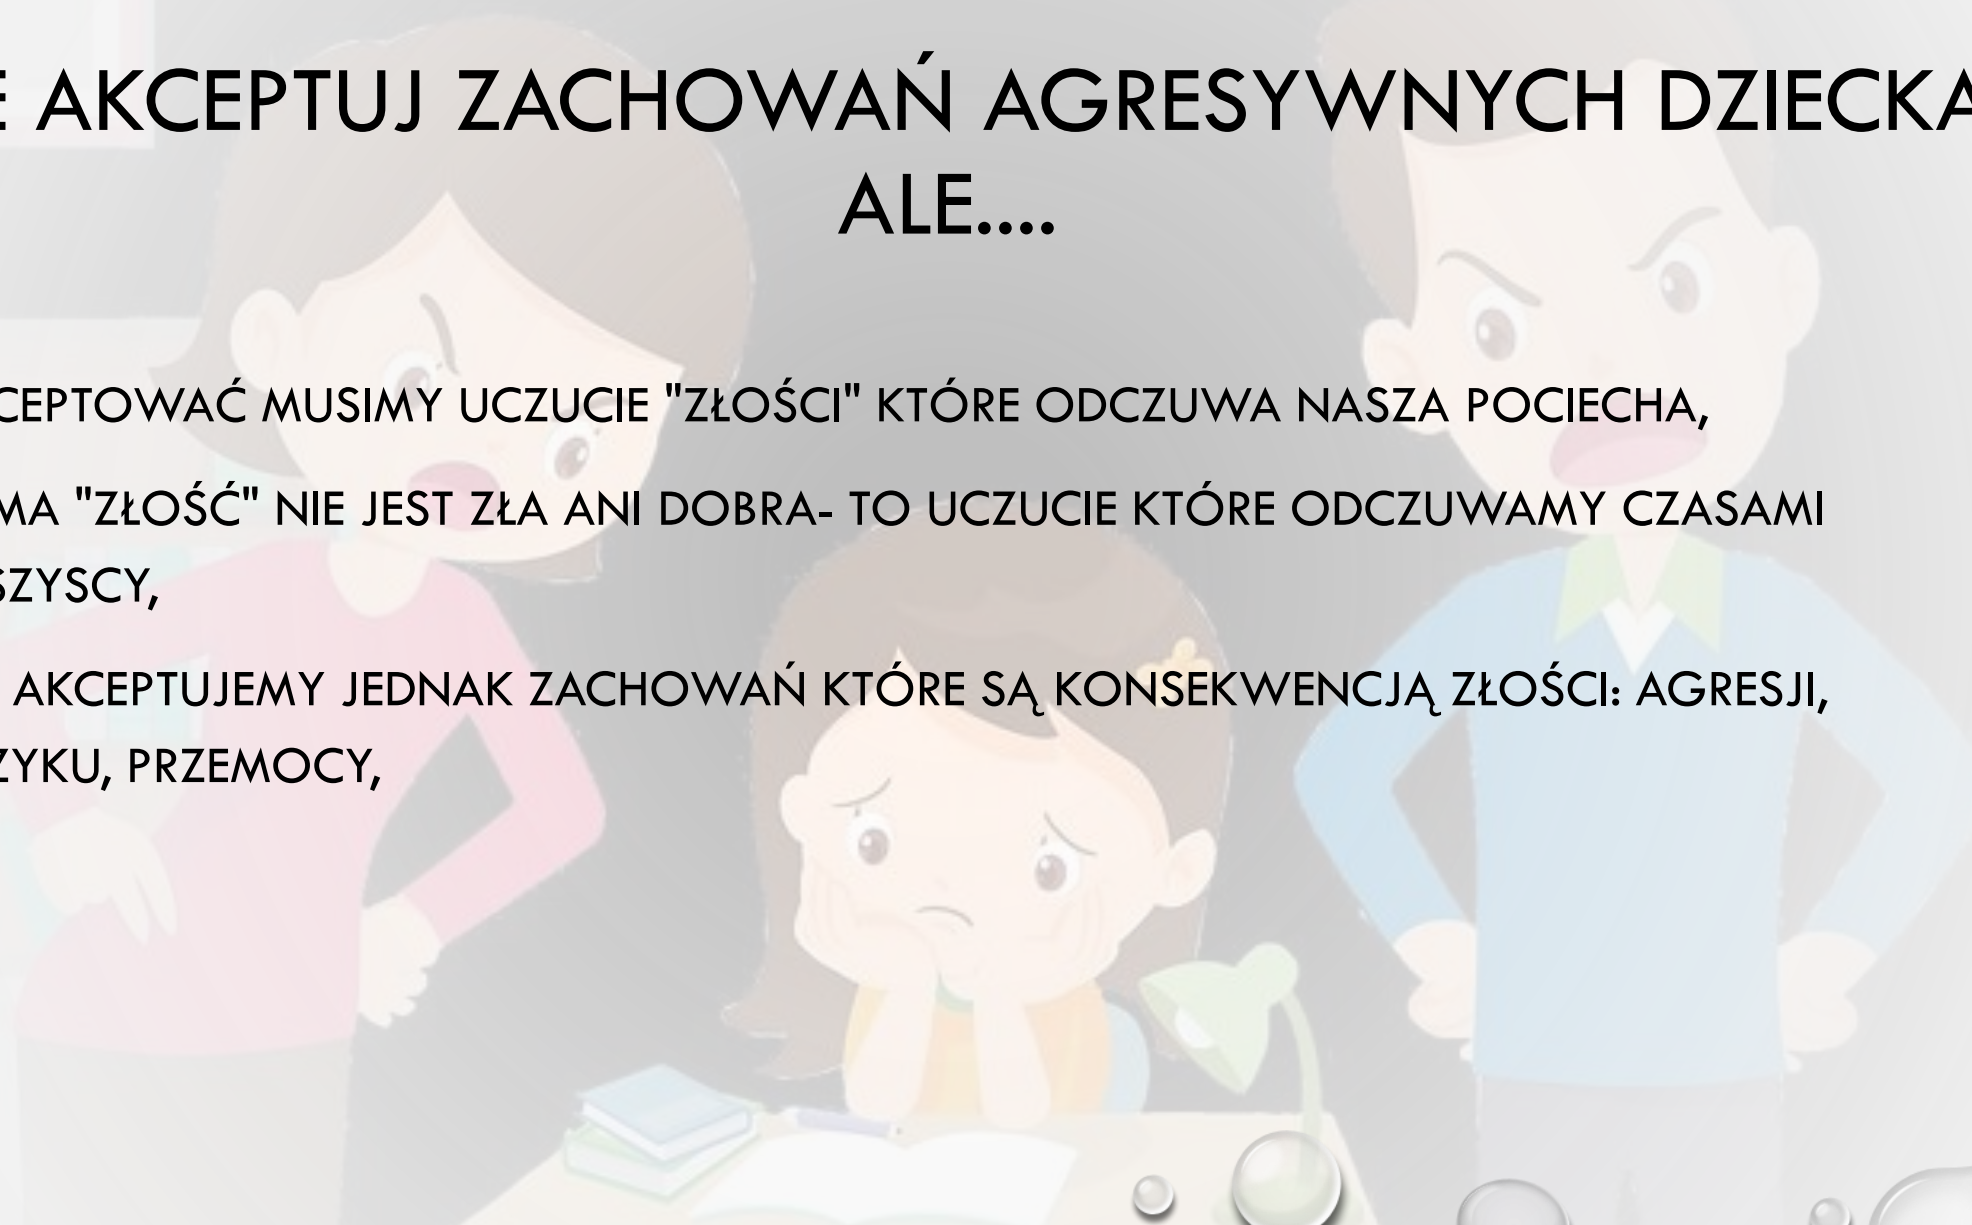 E AKCEPTUJ ZACHOWAŃ AGRESYWNYCH DZIECKA
ALE....
CEPTOWAĆ MUSIMY UCZUCIE "ZŁOŚCI" KTÓRE ODCZUWA NASZA POCIECHA,
MA "ZŁOŚĆ" NIE JEST ZŁA ANI DOBRA- TO UCZUCIE KTÓRE ODCZUWAMY CZASAMI
SZYSCY,
AKCEPTUJEMY JEDNAK ZACHOWAŃ KTÓRE SĄ KONSEKWENCJĄ ZŁOŚCI: AGRESJI,
ZYKU, PRZEMOCY,